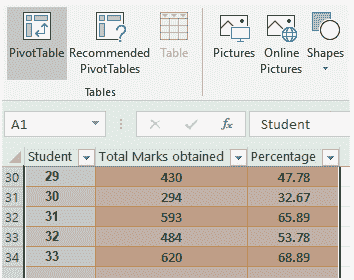 PivotTable Recommended PivotTables Table Pictures Online Pictures Shapes
Tables
A1 fx Student
Student Total Marks obtained Percentage
30 29 430 47.78
31 30 294 32.67
32 31 593 65.89
33 32 484 53.78
34 33 620 68.89